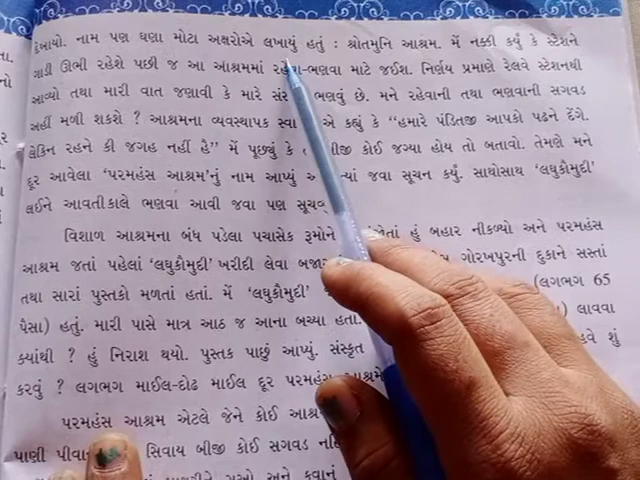 દેખાયો. નામ પણ ઘણા મોટા અક્ષરોએ લખાયું હતું : શ્રોતમુનિ આશ્રમ. મેં નક્કી કર્યું કે સ્ટેશને
ગાડી ઊભી રહેશે પછી જ આ આશ્રમમાં રહેવા-ભણવા માટે જઈશ. નિર્ણય પ્રમાણે રેલવે સ્ટેશનથી
આવ્યો તથા મારી વાત જણાવી કે મારે ભણવું છે. મને રહેવાની તથા ભણવાની સગવડ
અહીં મળી શકશે ? આશ્રમના વ્યવસ્થાપક એ કહ્યું કે “હમારે પંડિતજી આપકો પઢને દેંગે.
લેકિન રહને કી જગહ નહીં હૈ” મેં પૂછ્યું કે બીજી કોઈ જગ્યા હોય તો બતાવો. તેમણે મને
દૂર આવેલા ‘પરમહંસ આશ્રમ’નું નામ આપ્યું ત્યાં જવા સૂચન કર્યું. સાથોસાથ ‘લઘુકૌમુદી’
લઈને આવતીકાલે ભણવા આવી જવા પણ
વિશાળ આશ્રમના બંધ પડેલા પચાસેક રૂમોને હું બહાર નીકળ્યો અને પરમહંસ
આશ્રમ જતાં પહેલાં ‘લઘુકૌમુદી’ ખરીદી લેવા ગોરખપુરની દુકાને સસ્તાં
તથા સારાં પુસ્તકો મળતાં હતાં. મેં ‘લઘુકૌમુદી’ (લગભગ 65
પૈસા) હતું. મારી પાસે માત્ર આઠ જ આના બચ્યા હતા. લાવવા
ક્યાંથી ? હું નિરાશ થયો. પુસ્તક પાછું આપ્યું. સંસ્કૃત હવે શું
કરવું ? લગભગ માઈલ-દોઢ માઈલ દૂર પરમહંસ
પરમહંસ આશ્રમ એટલે જેને કોઈ
પાણી સિવાય બીજી કોઈ સગવડ